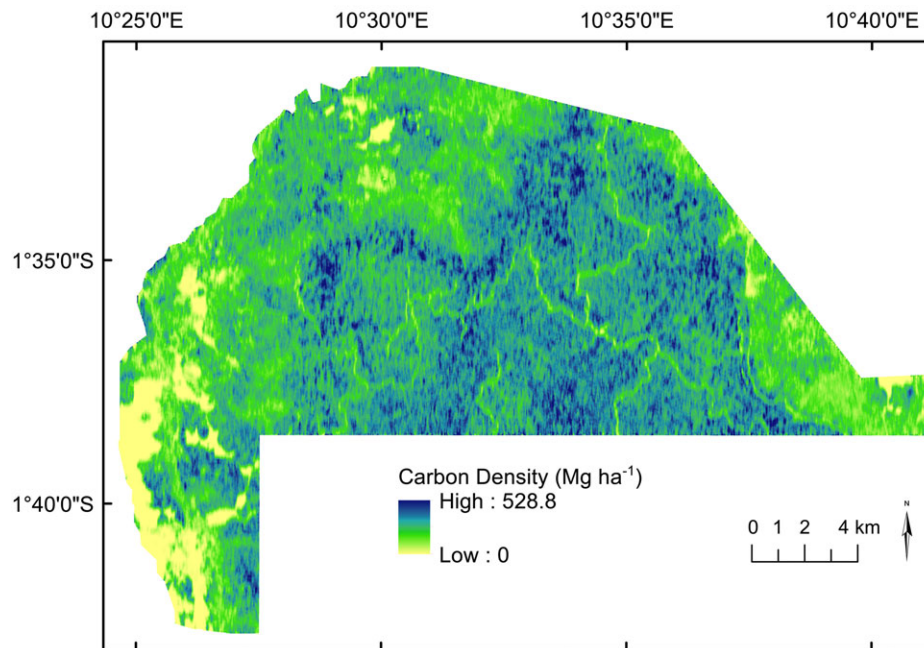 10°25'0"E 10°30'0"E 10°35'0"E 10°40'0"E
1°35'0"S
1°40'0"S
Carbon Density (Mg ha⁻¹)
High : 528.8
Low : 0
0 1 2 4 km
N